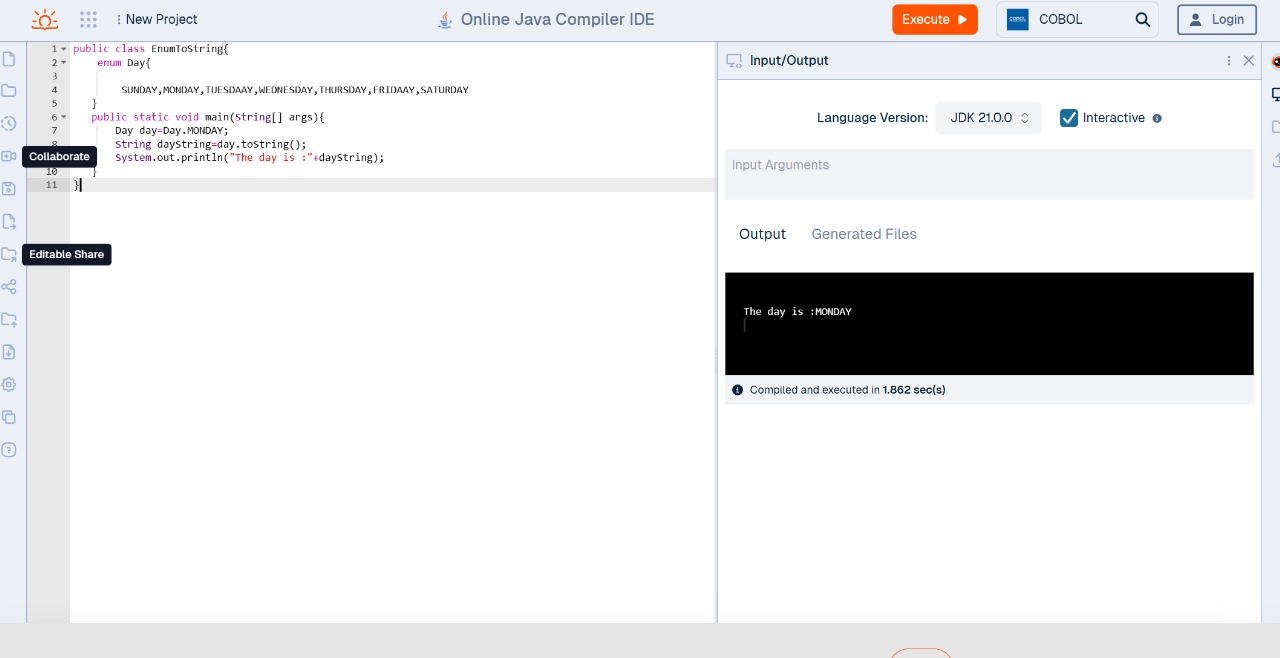 New Project
Online Java Compiler IDE
Execute
COBOL
COBOL
Login
1 public class EnumToString{
2 enum Day{
3
4 SUNDAY,MONDAY,TUESDAAY,WEDNESDAY,THURSDAY,FRIDAAY,SATURDAY
5 }
6 public static void main(String[] args){
7 Day day=Day.MONDAY;
8 String dayString=day.toString();
System.out.println("The day is :"+dayString);
10 }
11 }
Collaborate
Editable Share
Input/Output
Language Version: JDK 21.0.0 Interactive
Input Arguments
Output Generated Files
The day is :MONDAY
Compiled and executed in 1.862 sec(s)